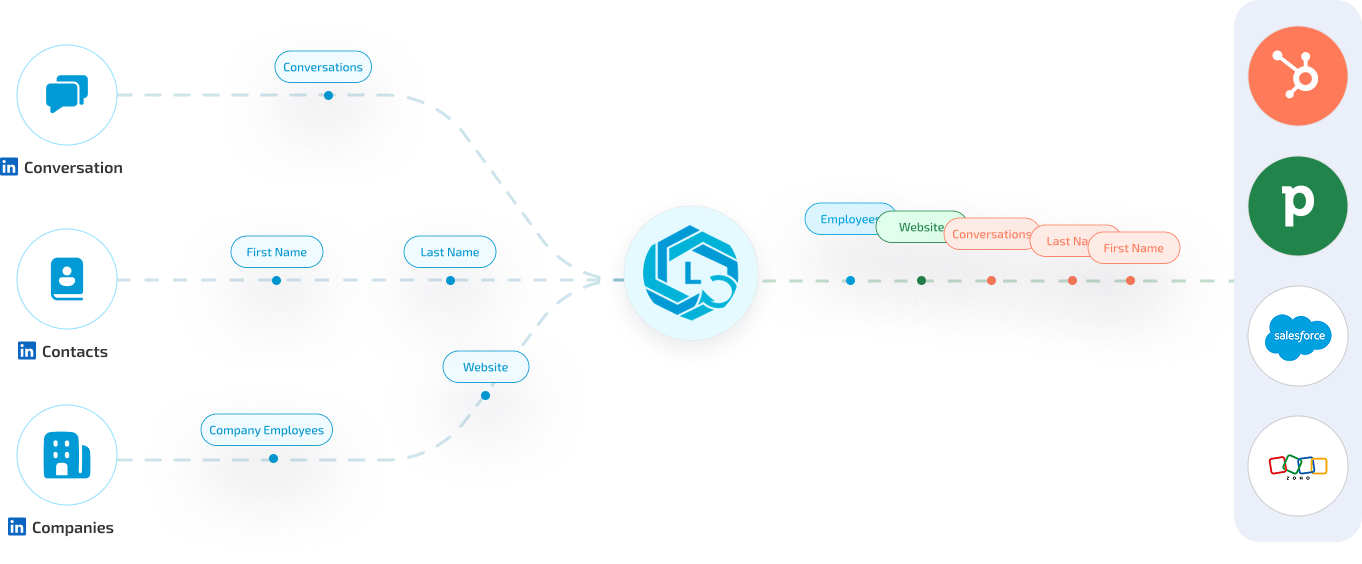 Conversations
in Conversation
First Name
Last Name
in Contacts
Website
Company Employees
in Companies
L
Employees
Website
Conversations
Last Na
First Name
p
salesforce
ZOHO